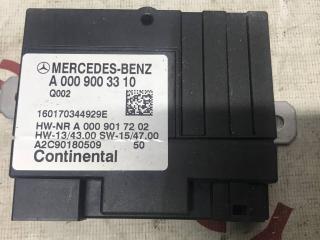 MERCEDES-BENZ
A 000 900 33 10
Q002
160170344929E
HW-NR A 000 901 72 02
HW-13/43.00 SW-15/47.00
A2C90180509 50
Continental